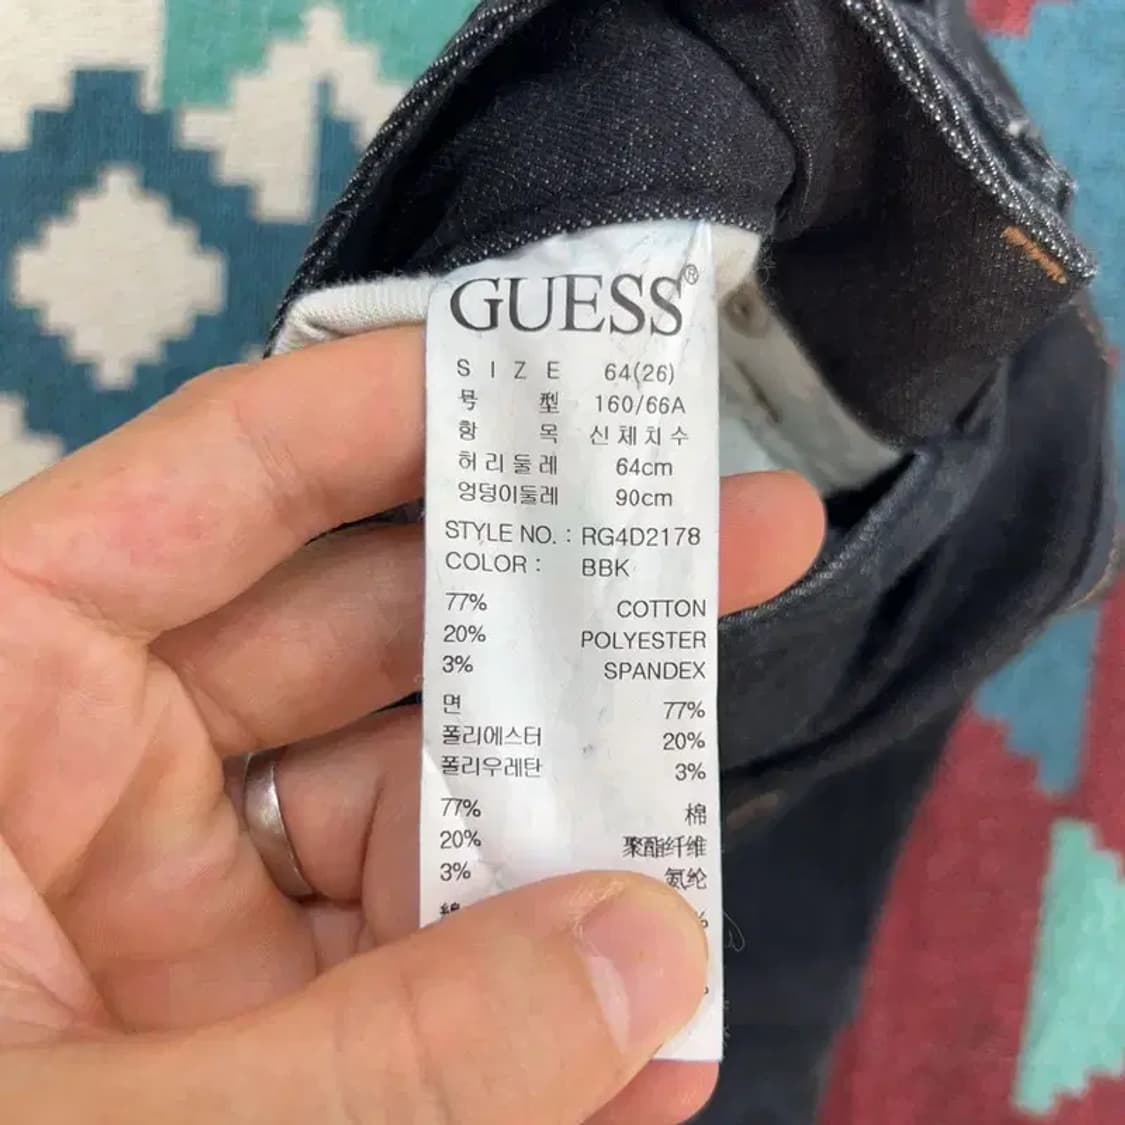 GUESS®
SIZE 64(26)
号型 160/66A
항목 신체치수
허리둘레 64cm
엉덩이둘레 90cm
STYLE NO. : RG4D2178
COLOR : BBK
77% COTTON
20% POLYESTER
3% SPANDEX
면 77%
폴리에스터 20%
폴리우레탄 3%
77% 棉
20% 聚酯纤维
3% 氨纶